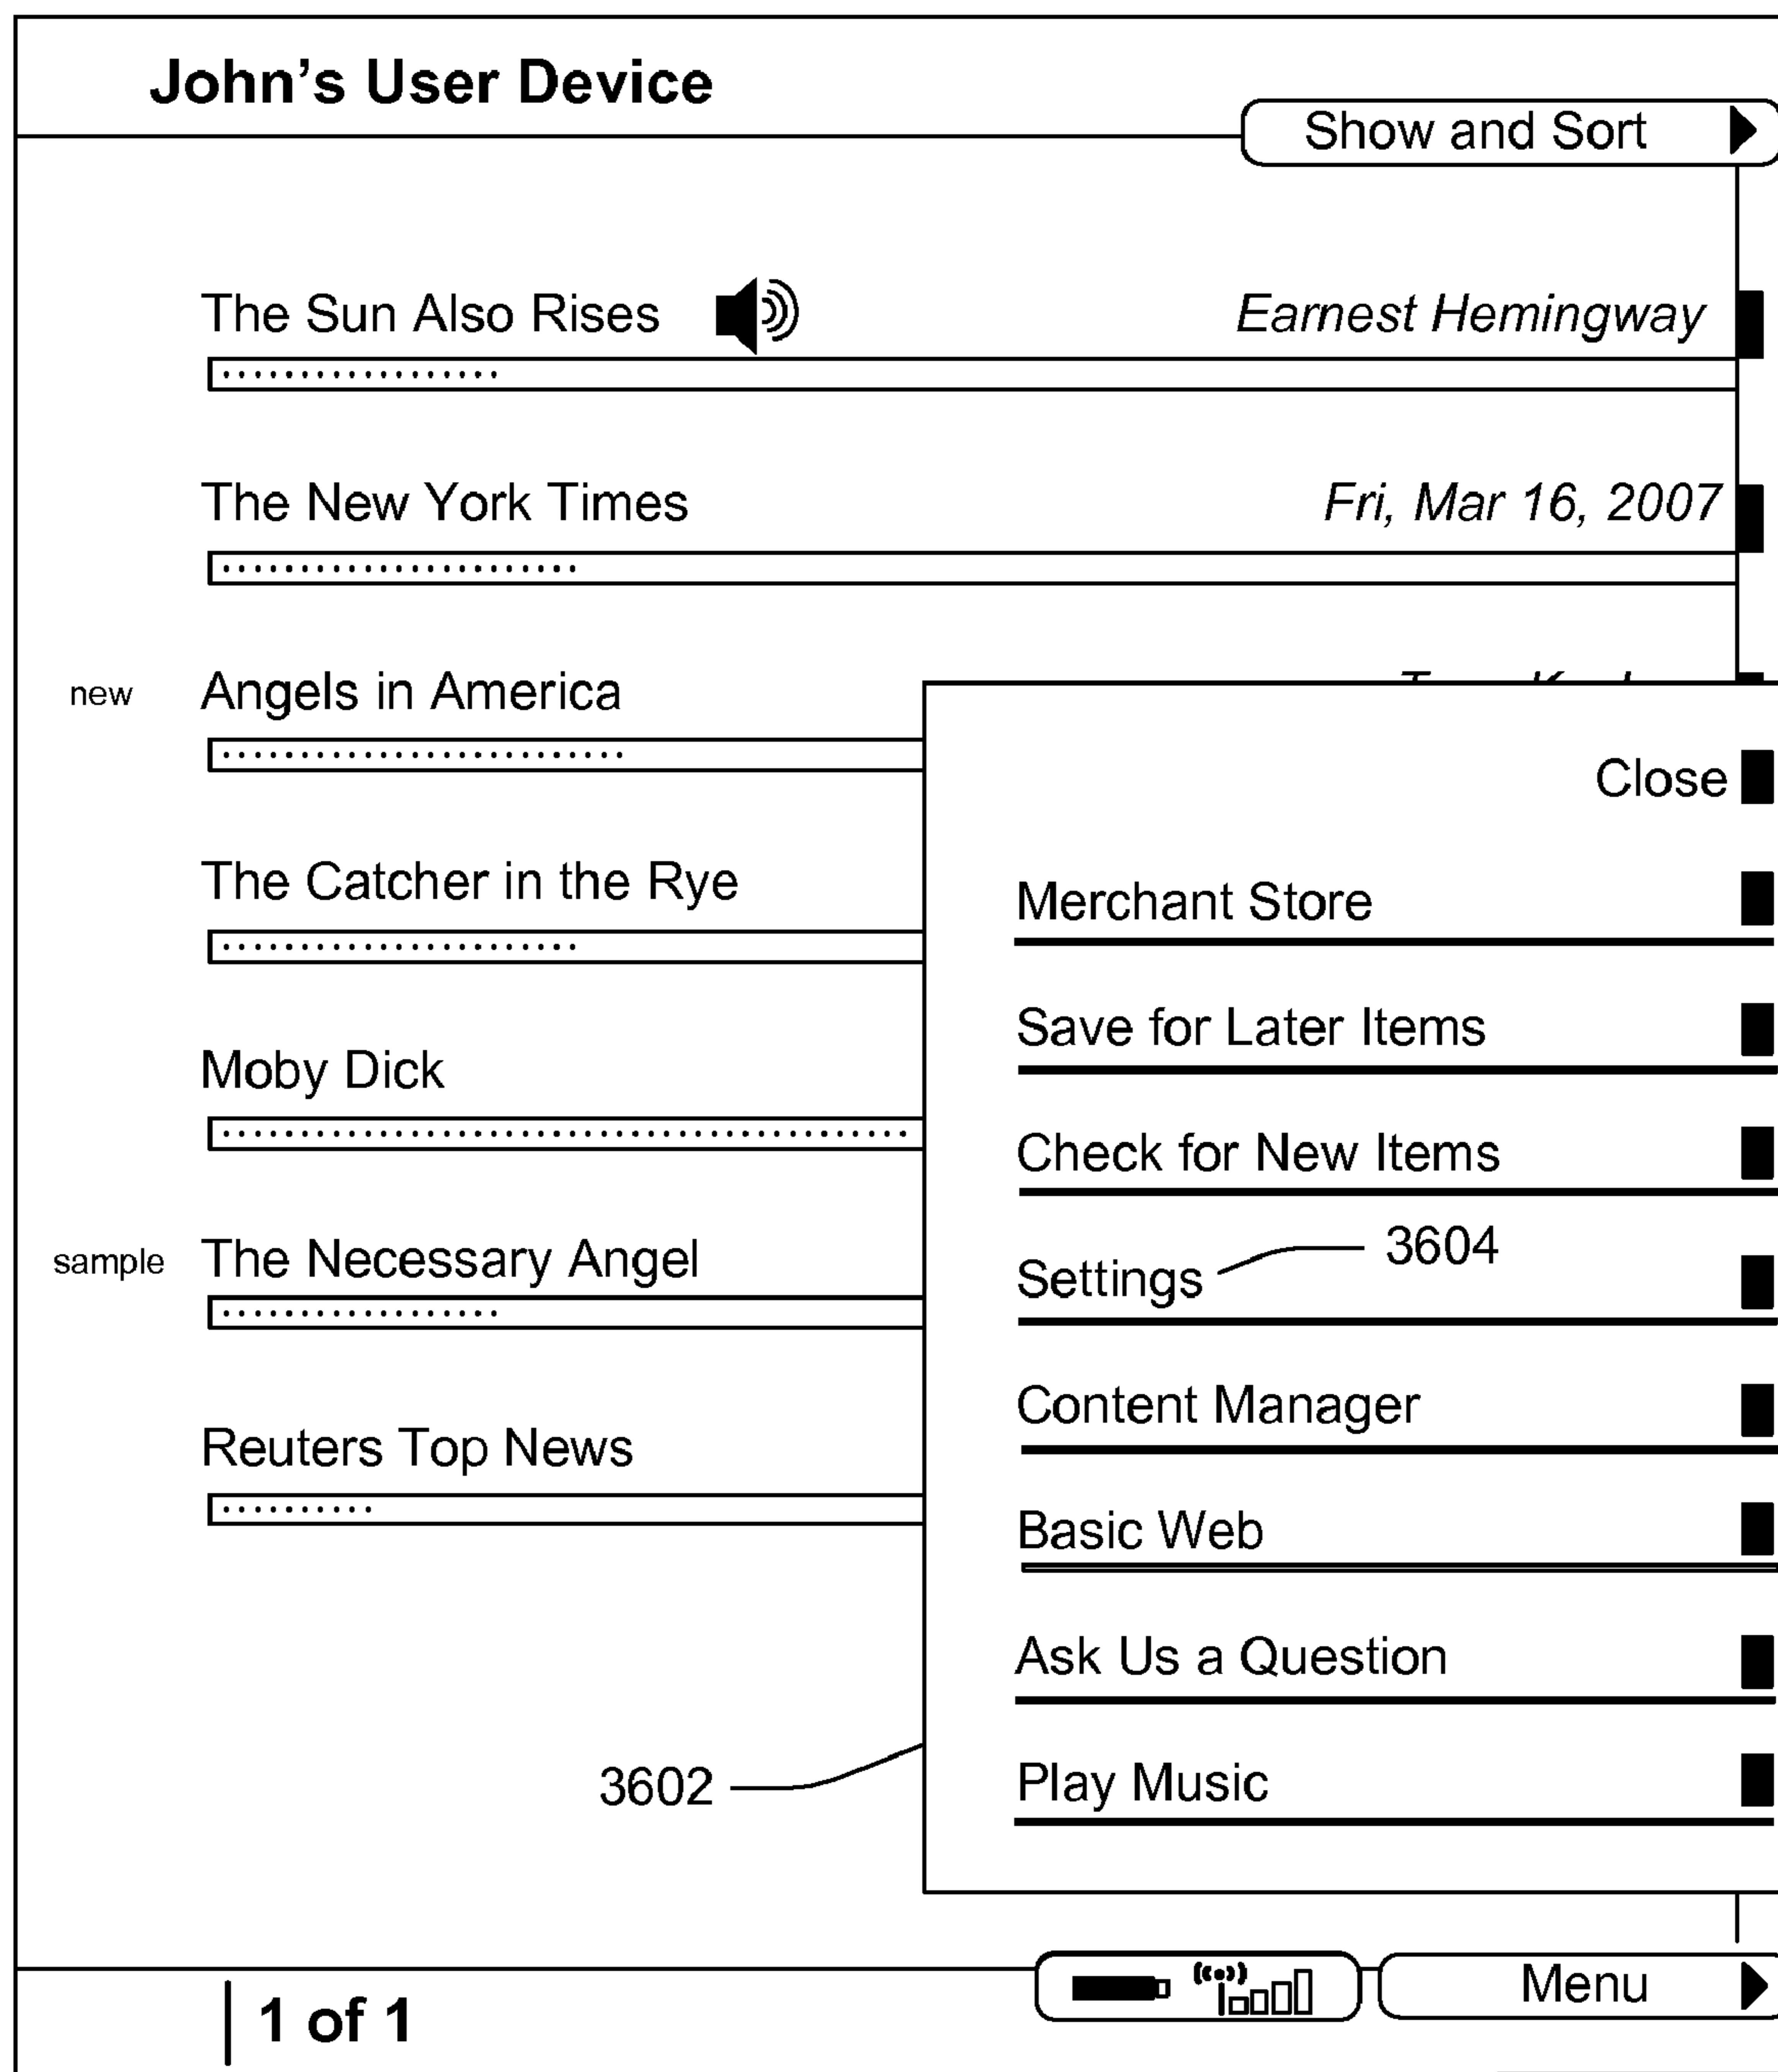 John's User Device
Show and Sort
The Sun Also Rises Earnest Hemingway
The New York Times Fri, Mar 16, 2007
new Angels in America
Close
The Catcher in the Rye
Merchant Store
Save for Later Items
Moby Dick
Check for New Items
sample The Necessary Angel
Settings 3604
Content Manager
Reuters Top News
Basic Web
Ask Us a Question
3602
Play Music
Menu
1 of 1